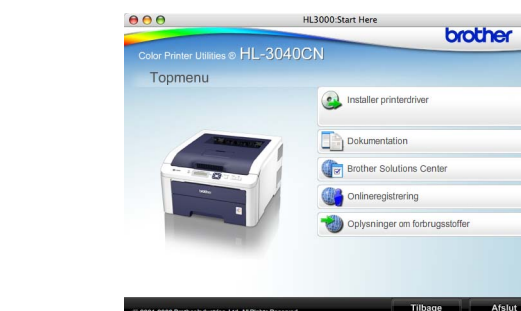 HL3000:Start Here
brother
Color Printer Utilities ® HL-3040CN
Topmenu
Installer printerdriver
Dokumentation
Brother Solutions Center
Onlineregistrering
Oplysninger om forbrugsstoffer
Tilbage Afslut